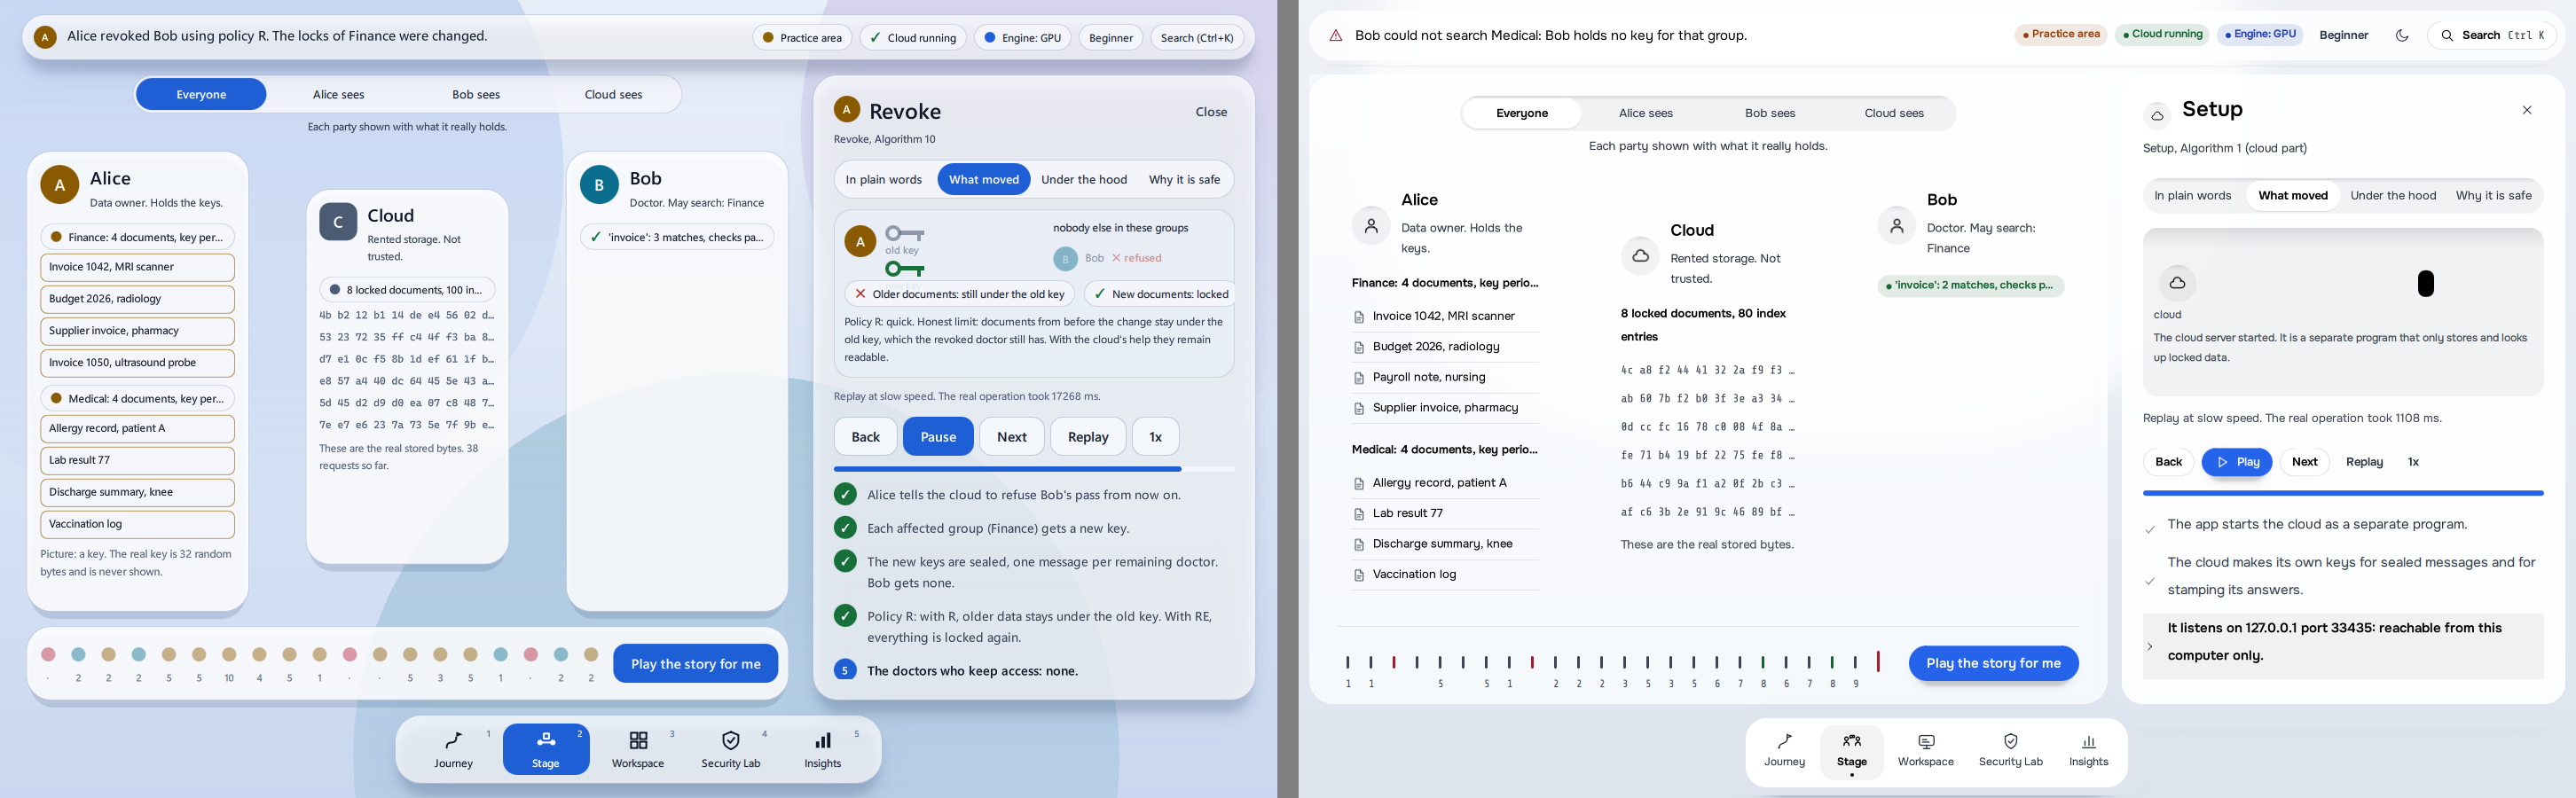 A Alice revoked Bob using policy R. The locks of Finance were changed.
Practice area
✓ Cloud running
Engine: GPU
Beginner
Search (Ctrl+K)
Everyone
Alice sees
Bob sees
Cloud sees
Each party shown with what it really holds.
A Alice
Data owner. Holds the keys.
Finance: 4 documents, key per...
Invoice 1042, MRI scanner
Budget 2026, radiology
Supplier invoice, pharmacy
Invoice 1050, ultrasound probe
Medical: 4 documents, key per...
Allergy record, patient A
Lab result 77
Discharge summary, knee
Vaccination log
Picture: a key. The real key is 32 random
bytes and is never shown.
C Cloud
Rented storage. Not
trusted.
8 locked documents, 100 in...
4b b2 12 b1 14 de e4 56 02 d…
53 23 72 35 ff c4 4f f3 ba 8…
d7 e1 0c f5 8b 1d ef 61 1f b…
e8 57 a4 40 dc 64 45 5e 43 a…
5d 45 d2 d9 d0 ea 07 c8 48 7…
7e e7 e6 23 7a 73 5e 7f 9b e…
These are the real stored bytes. 38
requests so far.
B Bob
Doctor. May search: Finance
✓ 'invoice': 3 matches, checks pa...
· 2 2 2 5 5 10 4 5 1 · · 5 3 5 1 · 2 2
Play the story for me
A Revoke
Close
Revoke, Algorithm 10
In plain words
What moved
Under the hood
Why it is safe
A
old key
nobody else in these groups
B Bob ✕ refused
✕ Older documents: still under the old key
✓ New documents: locked
Policy R: quick. Honest limit: documents from before the change stay under the
old key, which the revoked doctor still has. With the cloud's help they remain
readable.
Replay at slow speed. The real operation took 17268 ms.
Back
Pause
Next
Replay
1x
✓ Alice tells the cloud to refuse Bob's pass from now on.
✓ Each affected group (Finance) gets a new key.
✓ The new keys are sealed, one message per remaining doctor.
Bob gets none.
✓ Policy R: with R, older data stays under the old key. With RE,
everything is locked again.
5 The doctors who keep access: none.
Journey 1
Stage 2
Workspace 3
Security Lab 4
Insights 5
Bob could not search Medical: Bob holds no key for that group.
Practice area
Cloud running
Engine: GPU
Beginner
Search Ctrl K
Everyone
Alice sees
Bob sees
Cloud sees
Each party shown with what it really holds.
Alice
Data owner. Holds the
keys.
Finance: 4 documents, key perio...
Invoice 1042, MRI scanner
Budget 2026, radiology
Payroll note, nursing
Supplier invoice, pharmacy
Medical: 4 documents, key perio...
Allergy record, patient A
Lab result 77
Discharge summary, knee
Vaccination log
Cloud
Rented storage. Not
trusted.
8 locked documents, 80 index
entries
4c a8 f2 44 41 32 2a f9 f3 …
ab 60 7b f2 b0 3f 3e a3 34 …
0d cc fc 16 78 c0 08 4f 8a …
fe 71 b4 19 bf 22 75 fe f8 …
b6 44 c9 9a f1 a2 0f 2b c3 …
af c6 3b 2e 91 9c 46 89 bf …
These are the real stored bytes.
Bob
Doctor. May search:
Finance
'invoice': 2 matches, checks p...
1 1 5 5 1 2 2 2 3 5 3 5 6 7 8 6 7 8 9
Play the story for me
Setup
Setup, Algorithm 1 (cloud part)
In plain words
What moved
Under the hood
Why it is safe
cloud
The cloud server started. It is a separate program that only stores and looks
up locked data.
Replay at slow speed. The real operation took 1108 ms.
Back
Play
Next
Replay
1x
The app starts the cloud as a separate program.
The cloud makes its own keys for sealed messages and for
stamping its answers.
It listens on 127.0.0.1 port 33435: reachable from this
computer only.
Journey
Stage
Workspace
Security Lab
Insights